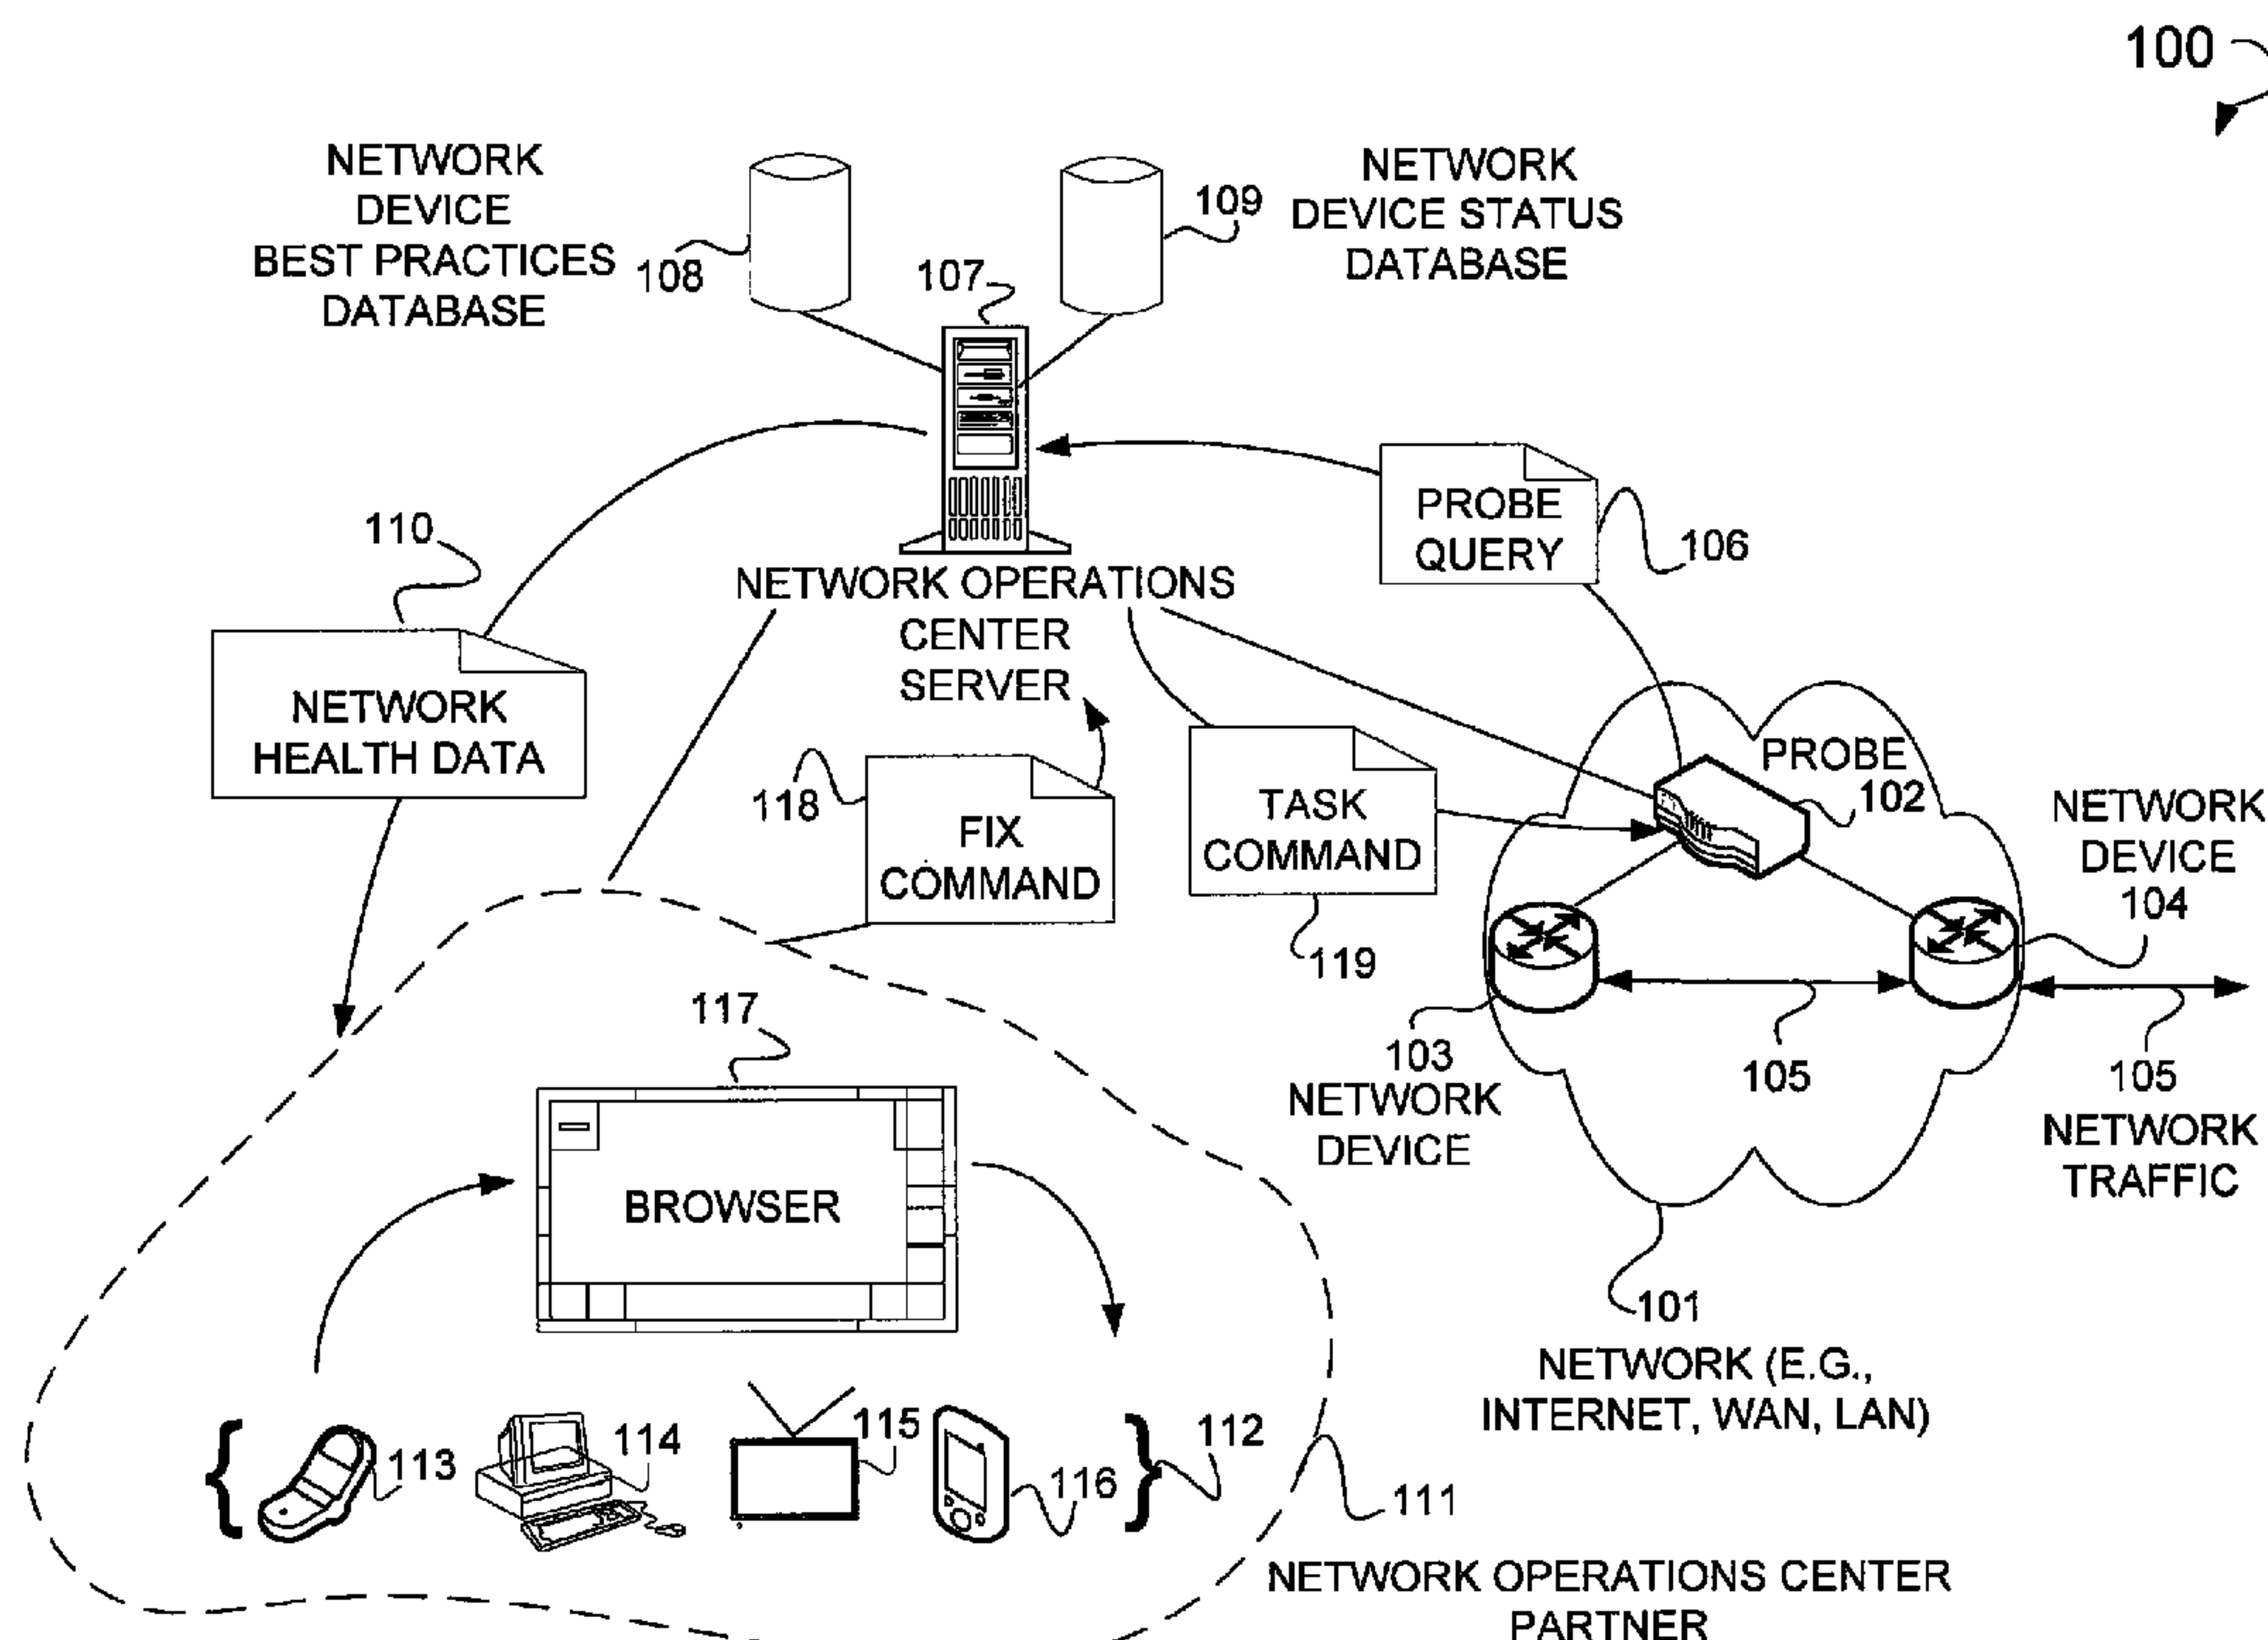 100
NETWORK
DEVICE
BEST PRACTICES
DATABASE
108
109
NETWORK
DEVICE STATUS
DATABASE
107
PROBE
QUERY
106
110
NETWORK OPERATIONS
CENTER
SERVER
NETWORK
HEALTH DATA
118
FIX
COMMAND
TASK
COMMAND
119
PROBE
102
NETWORK
DEVICE
104
103
NETWORK
DEVICE
105
105
NETWORK
TRAFFIC
117
BROWSER
101
NETWORK (E.G.,
INTERNET, WAN, LAN)
{
113
114
115
116
}
112
111
NETWORK OPERATIONS CENTER
PARTNER